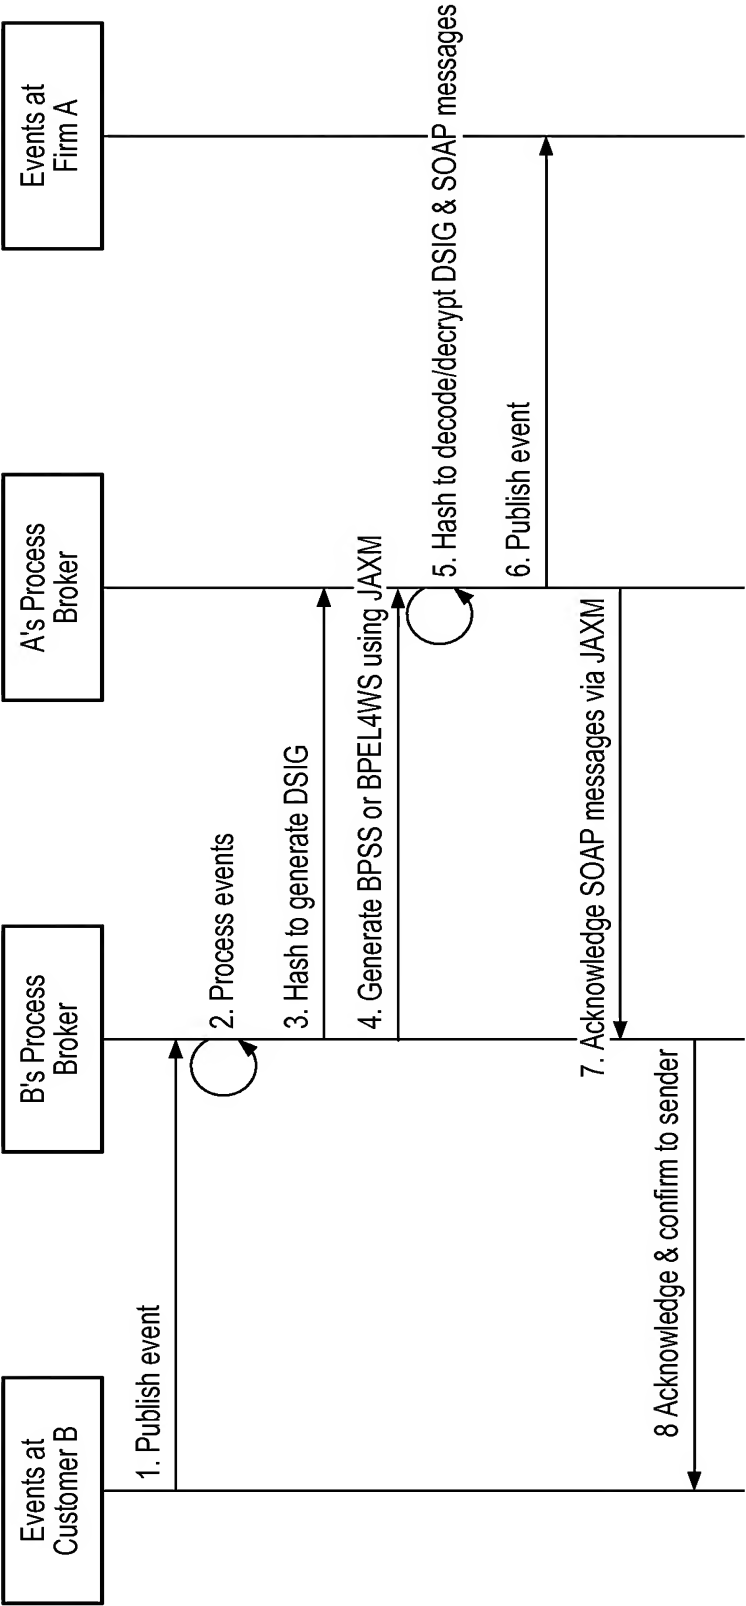 Events at
Customer B
B's Process
Broker
A's Process
Broker
Events at
Firm A
1. Publish event
2. Process events
3. Hash to generate DSIG
4. Generate BPSS or BPEL4WS using JAXM
5. Hash to decode/decrypt DSIG & SOAP messages
6. Publish event
7. Acknowledge SOAP messages via JAXM
8 Acknowledge & confirm to sender